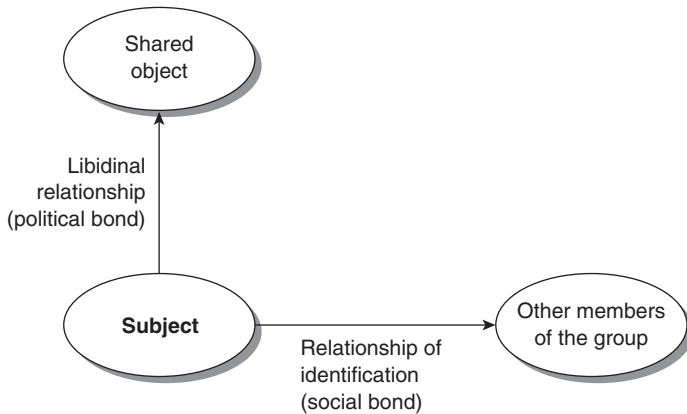 Shared
object
Libidinal
relationship
(political bond)
Subject
Other members
of the group
Relationship of
identification
(social bond)